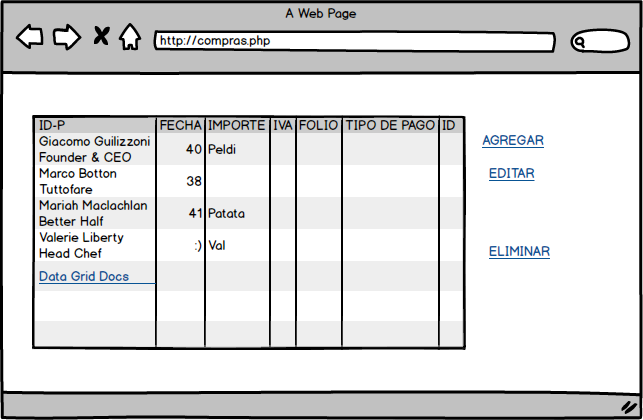 A Web Page
http://compras.php
ID-P FECHA IMPORTE IVA FOLIO TIPO DE PAGO ID
Giacomo Guilizzoni
Founder & CEO
40 Peldi
Marco Botton
Tuttofare
38
Mariah Maclachlan
Better Half
41 Patata
Valerie Liberty
Head Chef
:) Val
Data Grid Docs
AGREGAR
EDITAR
ELIMINAR